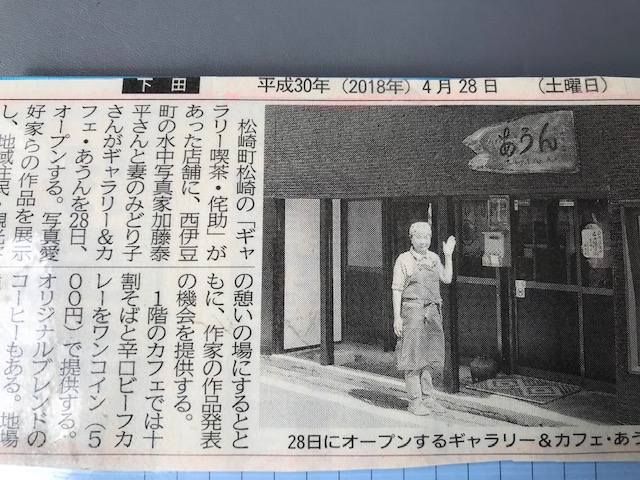 下田
平成30年（2018年）4月28日　（土曜日）
松崎町松崎の「ギャ
ラリー喫茶・侘助」が
あった店舗に、西伊豆
町の水中写真家加藤泰
平さんと妻のみどり子
さんがギャラリー＆カ
フェ・あうんを28日、
オープンする。写真愛
好家らの作品を展示
し、地域住民・観光
の憩いの場にするとと
もに、作家の作品発表
の機会を提供する。
1階のカフェでは十
割そばと辛口ビーフカ
レーをワンコイン（5
00円）で提供する。
オリジナルブレンドの
コーヒーもある。地場
あうん
28日にオープンするギャラリー＆カフェ・あう